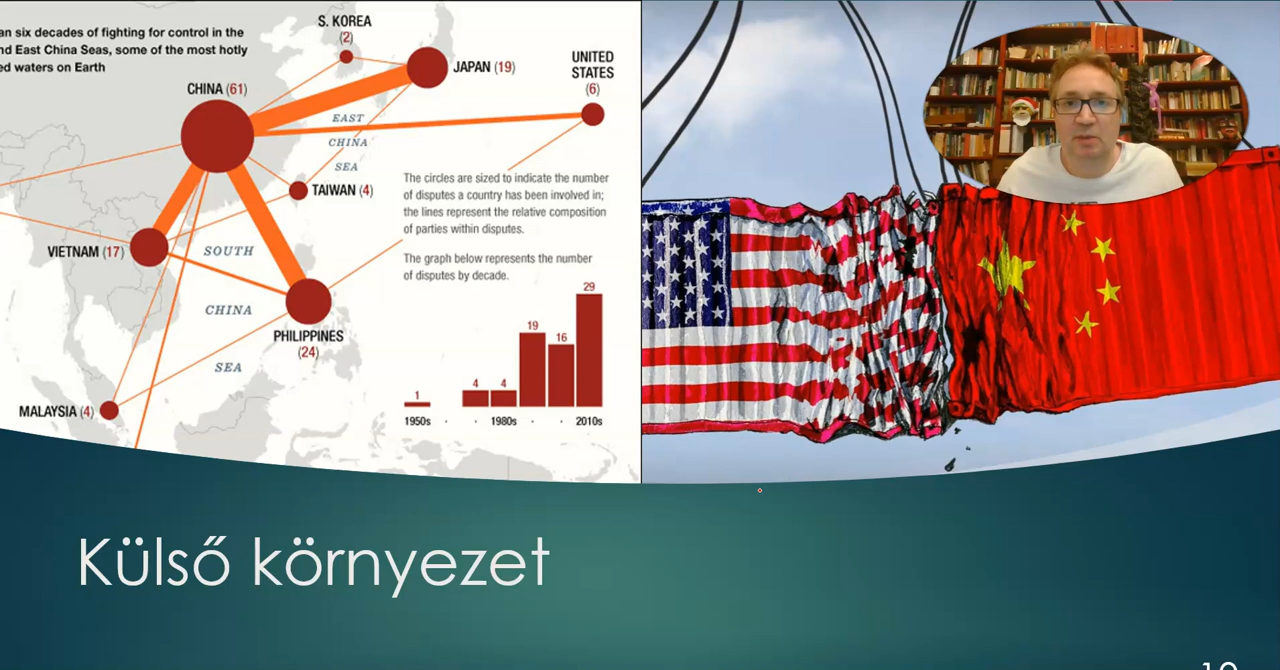 an six decades of fighting for control in the
nd East China Seas, some of the most hotly
ed waters on Earth
S. KOREA
(2)
JAPAN (19)
UNITED
STATES
(6)
CHINA (61)
EAST
CHINA
SEA
TAIWAN (4)
The circles are sized to indicate the number
of disputes a country has been involved in;
the lines represent the relative composition
of parties within disputes.
VIETNAM (17)
SOUTH
CHINA
SEA
The graph below represents the number
of disputes by decade.
PHILIPPINES
(24)
MALAYSIA (4)
1
4
4
19
16
29
1950s
1980s
2010s
Külső környezet